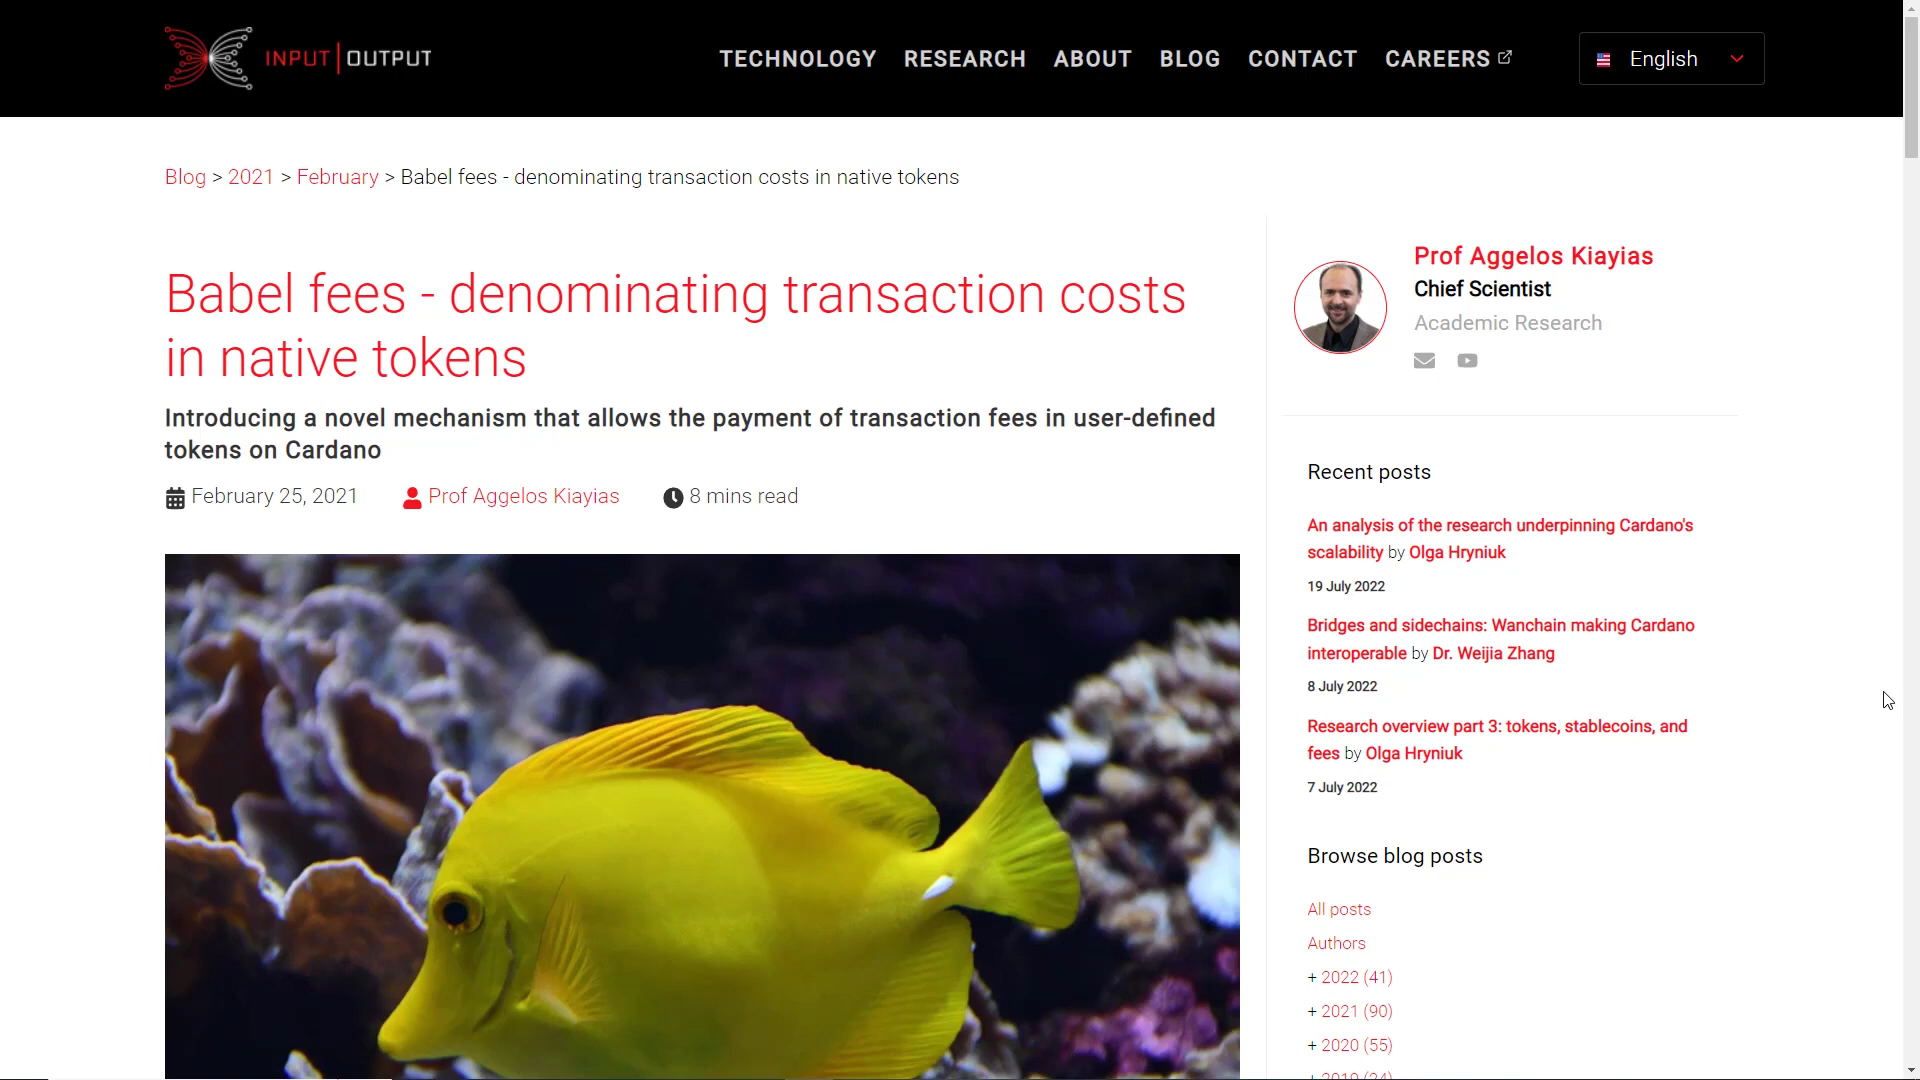 INPUT | OUTPUT
TECHNOLOGY RESEARCH ABOUT BLOG CONTACT CAREERS
English
Blog > 2021 > February > Babel fees - denominating transaction costs in native tokens
Babel fees - denominating transaction costs
in native tokens
Introducing a novel mechanism that allows the payment of transaction fees in user-defined
tokens on Cardano
February 25, 2021 Prof Aggelos Kiayias 8 mins read
Prof Aggelos Kiayias
Chief Scientist
Academic Research
Recent posts
An analysis of the research underpinning Cardano's
scalability by Olga Hryniuk
19 July 2022
Bridges and sidechains: Wanchain making Cardano
interoperable by Dr. Weijia Zhang
8 July 2022
Research overview part 3: tokens, stablecoins, and
fees by Olga Hryniuk
7 July 2022
Browse blog posts
All posts
Authors
+ 2022 (41)
+ 2021 (90)
+ 2020 (55)